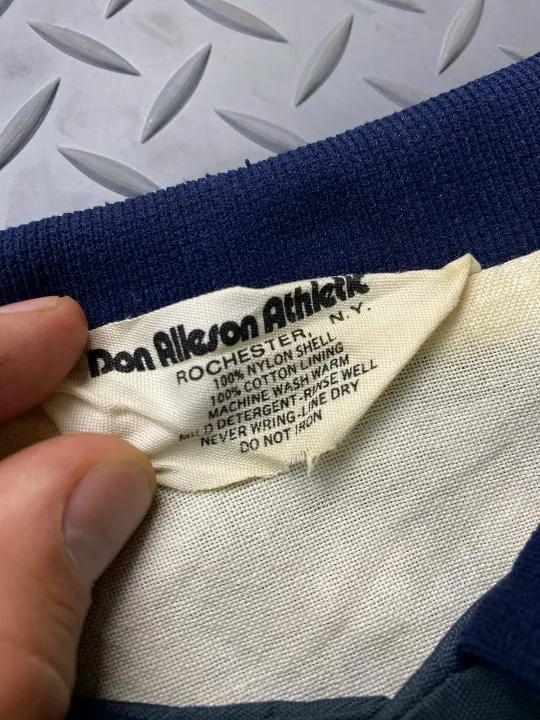 Don Alleson Athletic
ROCHESTER, N.Y.
100% NYLON SHELL
100% COTTON LINING
MACHINE WASH WARM
MILD DETERGENT-RINSE WELL
NEVER WRING-LINE DRY
DO NOT IRON